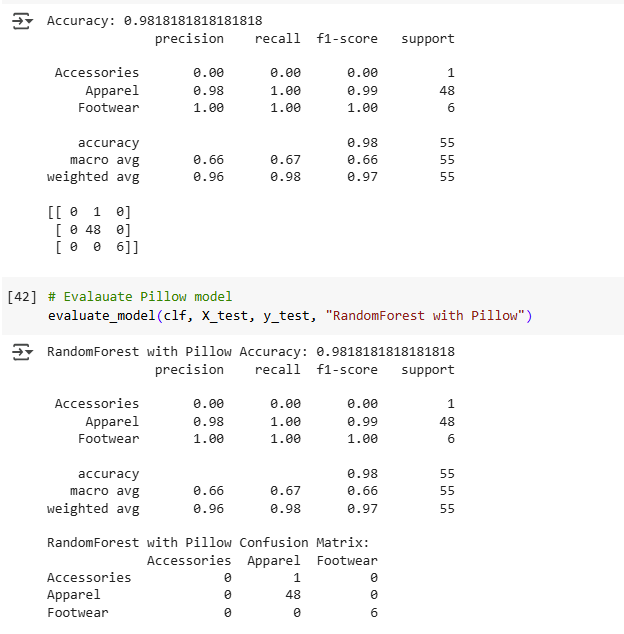 Accuracy: 0.9818181818181818
precision recall f1-score support
Accessories 0.00 0.00 0.00 1
Apparel 0.98 1.00 0.99 48
Footwear 1.00 1.00 1.00 6
accuracy 0.98 55
macro avg 0.66 0.67 0.66 55
weighted avg 0.96 0.98 0.97 55
[[ 0 1 0]
[ 0 48 0]
[ 0 0 6]]
[42] # Evalauate Pillow model
evaluate_model(clf, X_test, y_test, "RandomForest with Pillow")
RandomForest with Pillow Accuracy: 0.9818181818181818
precision recall f1-score support
Accessories 0.00 0.00 0.00 1
Apparel 0.98 1.00 0.99 48
Footwear 1.00 1.00 1.00 6
accuracy 0.98 55
macro avg 0.66 0.67 0.66 55
weighted avg 0.96 0.98 0.97 55
RandomForest with Pillow Confusion Matrix:
Accessories Apparel Footwear
Accessories 0 1 0
Apparel 0 48 0
Footwear 0 0 6